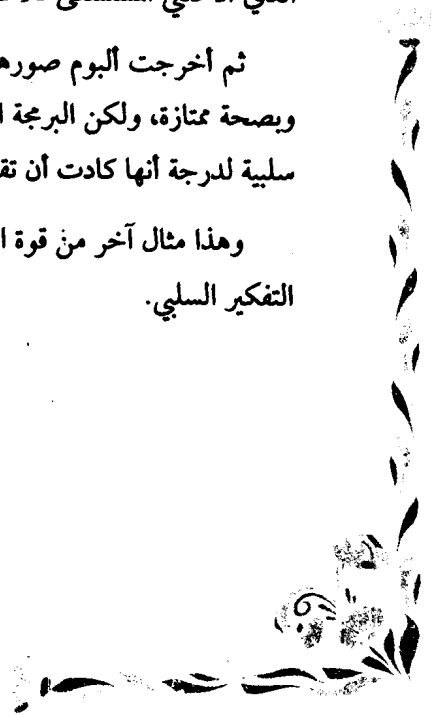 ثم أخرجت ألبوم صورها
وبصحة ممتازة، ولكن البرمجة
سلبية لدرجة أنها كادت أن
وهذا مثال آخر من قوة
التفكير السلبي.